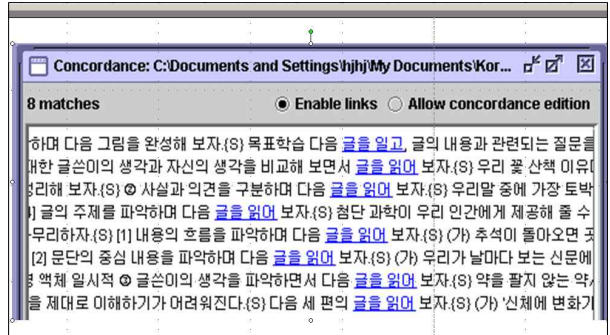 Concordance: C:\Documents and Settings\hjhj\My Documents\Kor...
8 matches Enable links Allow concordance edition
하며 다음 그림을 완성해 보자.{S} 목표학습 다음 글을 일고, 글의 내용과 관련되는 질문을
대한 글쓴이의 생각과 자신의 생각을 비교해 보면서 글을 읽어 보자.{S} 우리 꽃 산책 이유
정리해 보자.{S} ② 사실과 의견을 구분하며 다음 글을 읽어 보자.{S} 우리말 중에 가장 토박
] 글의 주제를 파악하며 다음 글을 읽어 보자.{S} 첨단 과학이 우리 인간에게 제공해 줄 수
무리하자.{S} [1] 내용의 흐름을 파악하며 다음 글을 읽어 보자.{S} (가) 추석이 돌아오면
[2] 문단의 중심 내용을 파악하며 다음 글을 읽어 보자.{S} (가) 우리가 날마다 보는 신문에
액체 일시적 ② 글쓴이의 생각을 파악하면서 다음 글을 읽어 보자.{S} 약을 팔지 않는
을 제대로 이해하기가 어려워진다.{S} 다음 세 편의 글을 읽어 보자.{S} (가) '신체에 변화가